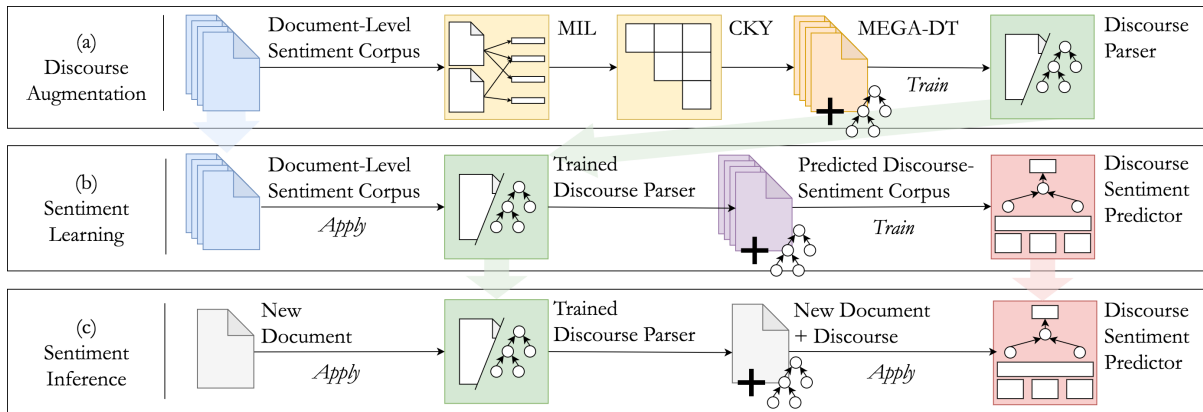 (a)
Discourse
Augmentation
Document-Level
Sentiment Corpus
MIL
CKY
MEGA-DT
Train
Discourse
Parser
(b)
Sentiment
Learning
Document-Level
Sentiment Corpus
Apply
Trained
Discourse Parser
Predicted Discourse-
Sentiment Corpus
Train
Discourse
Sentiment
Predictor
(c)
Sentiment
Inference
New
Document
Apply
Trained
Discourse Parser
New Document
+ Discourse
Apply
Discourse
Sentiment
Predictor